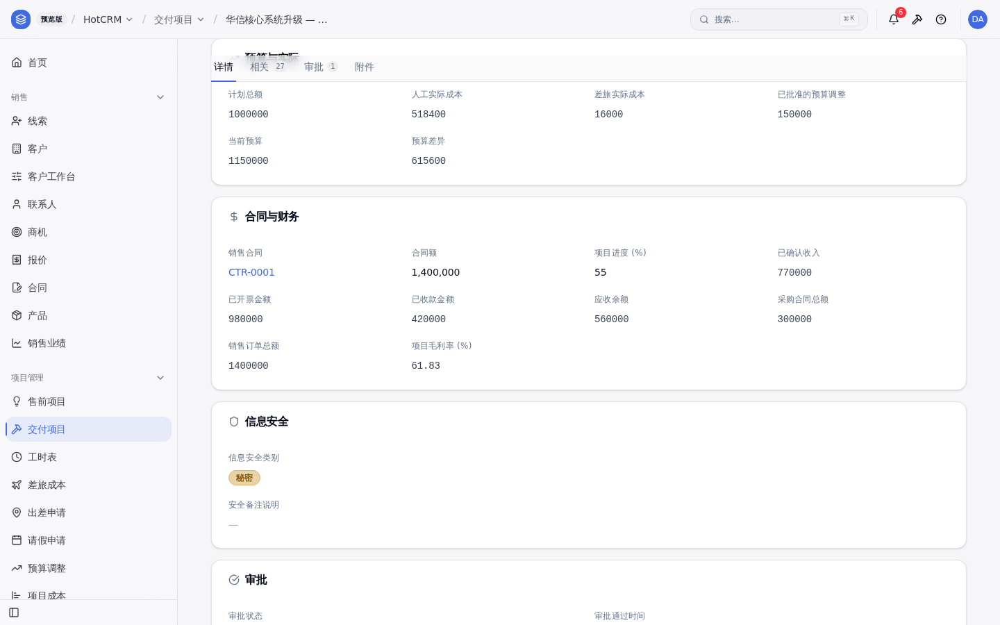 预览版 / HotCRM / 交付项目 / 华信核心系统升级 — ...
搜索... ⌘K
6
DA
首页
销售
线索
客户
客户工作台
联系人
商机
报价
合同
产品
销售业绩
项目管理
售前项目
交付项目
工时表
差旅成本
出差申请
请假申请
预算调整
项目成本
预算与实际
详情 相关 27 审批 1 附件
计划总额 人工实际成本 差旅实际成本 已批准的预算调整
1000000 518400 16000 150000
当前预算 预算差异
1150000 615600
合同与财务
销售合同 合同额 项目进度 (%) 已确认收入
CTR-0001 1,400,000 55 770000
已开票金额 已收款金额 应收余额 采购合同总额
980000 420000 560000 300000
销售订单总额 项目毛利率 (%)
1400000 61.83
信息安全
信息安全类别
秘密
安全备注说明
—
审批
审批状态 审批通过时间